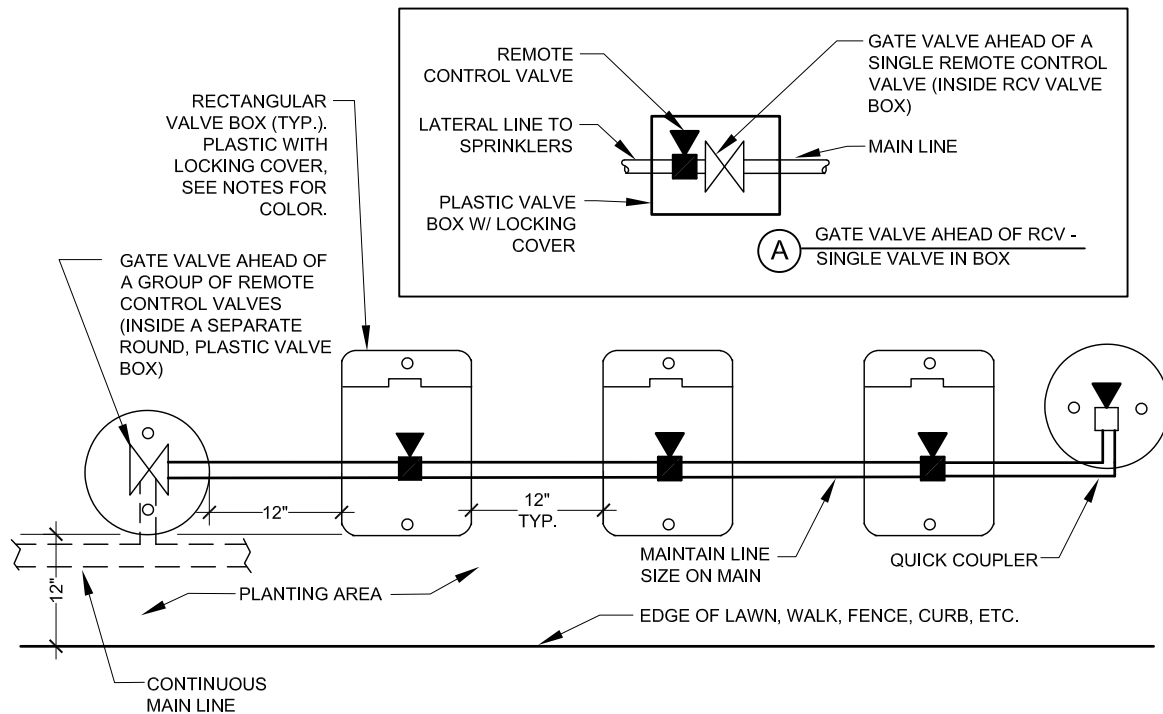 REMOTE
CONTROL VALVE
GATE VALVE AHEAD OF A
SINGLE REMOTE CONTROL
VALVE (INSIDE RCV VALVE
BOX)
LATERAL LINE TO
SPRINKLERS
MAIN LINE
PLASTIC VALVE
BOX W/ LOCKING
COVER
A
GATE VALVE AHEAD OF RCV -
SINGLE VALVE IN BOX
RECTANGULAR
VALVE BOX (TYP.).
PLASTIC WITH
LOCKING COVER,
SEE NOTES FOR
COLOR.
GATE VALVE AHEAD OF
A GROUP OF REMOTE
CONTROL VALVES
(INSIDE A SEPARATE
ROUND, PLASTIC VALVE
BOX)
12"
12"
TYP.
12"
MAINTAIN LINE
SIZE ON MAIN
QUICK COUPLER
PLANTING AREA
EDGE OF LAWN, WALK, FENCE, CURB, ETC.
CONTINUOUS
MAIN LINE